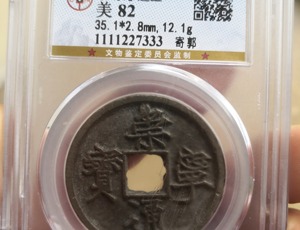 美 82
35.1*2.8mm, 12.1g
1111227333 寄郭
★ 文物鉴定委员会监制 ★
崇
寳 寧
通